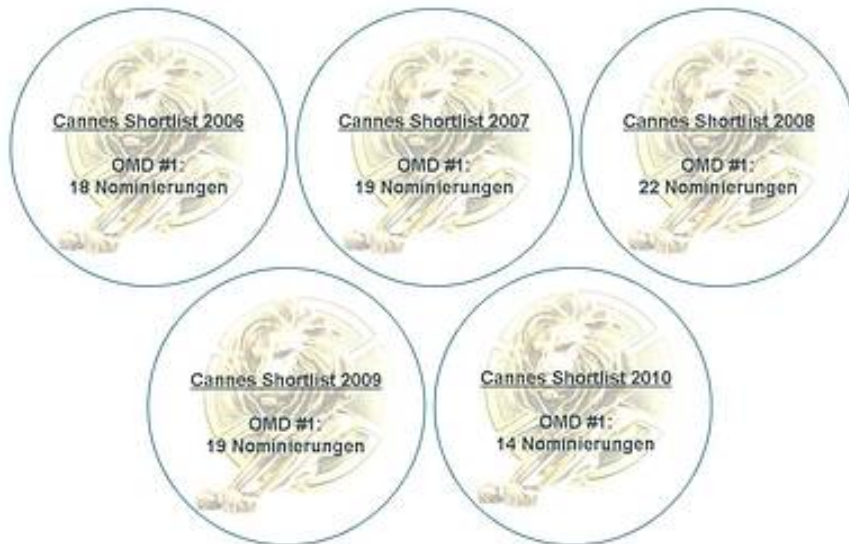 Cannes Shortlist 2006
OMD #1:
18 Nominierungen
Cannes Shortlist 2007
OMD #1:
19 Nominierungen
Cannes Shortlist 2008
OMD #1:
22 Nominierungen
Cannes Shortlist 2009
OMD #1:
19 Nominierungen
Cannes Shortlist 2010
OMD #1:
14 Nominierungen